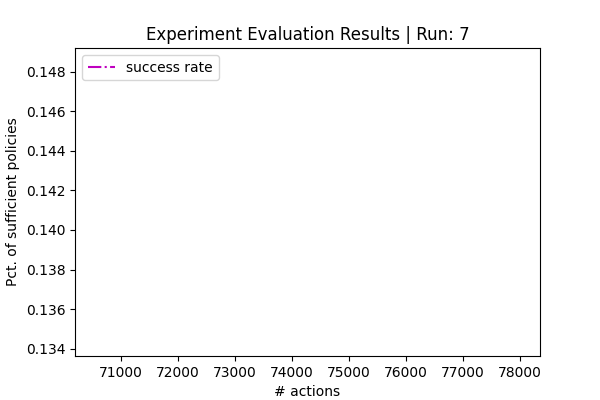 Experiment Evaluation Results | Run: 7
success rate
Pct. of sufficient policies
0.148
0.146
0.144
0.142
0.140
0.138
0.136
0.134
71000 72000 73000 74000 75000 76000 77000 78000
# actions